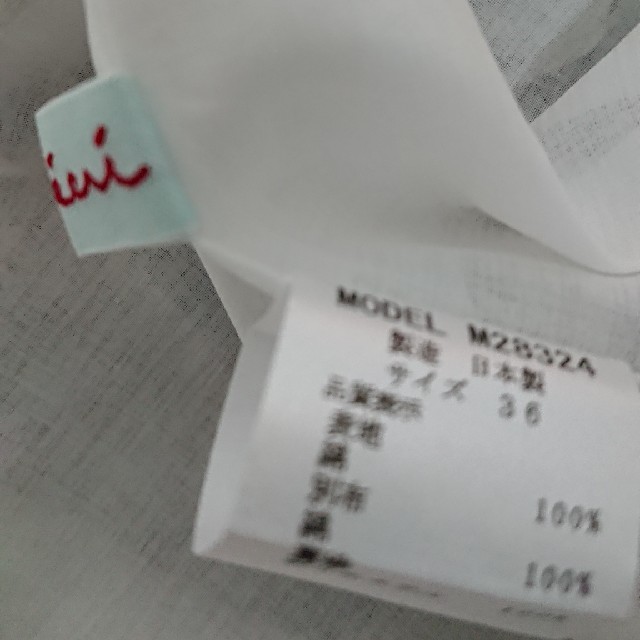 MODEL M2832A
製造 日本製
サイズ 36
品質表示
表地
綿 100%
別布
綿 100%